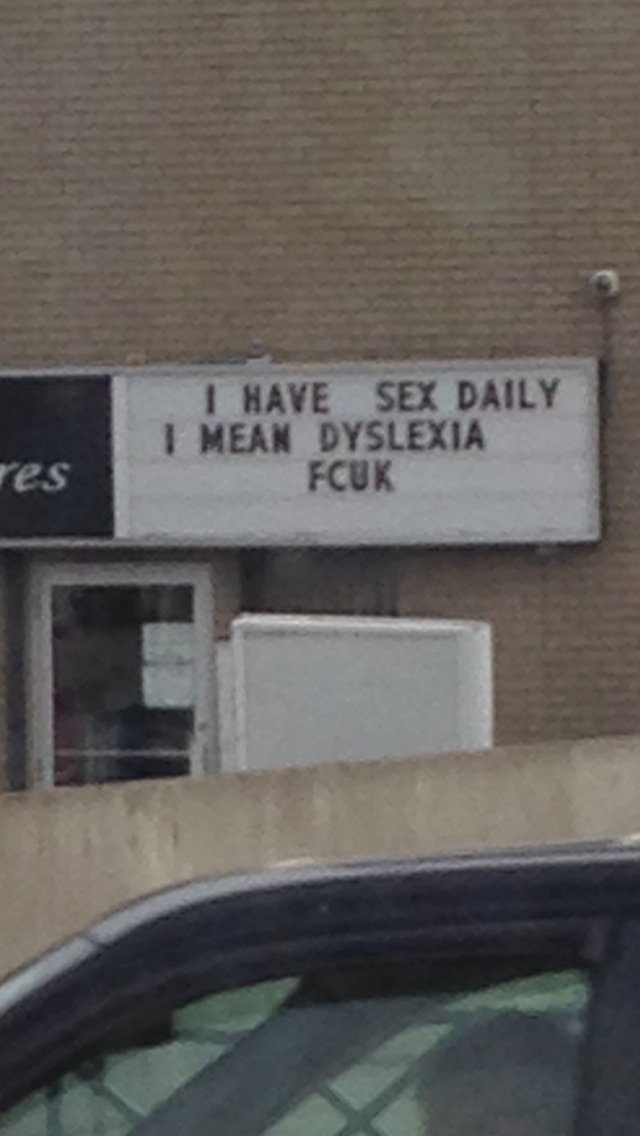 I HAVE SEX DAILY
I MEAN DYSLEXIA
FCUK
res